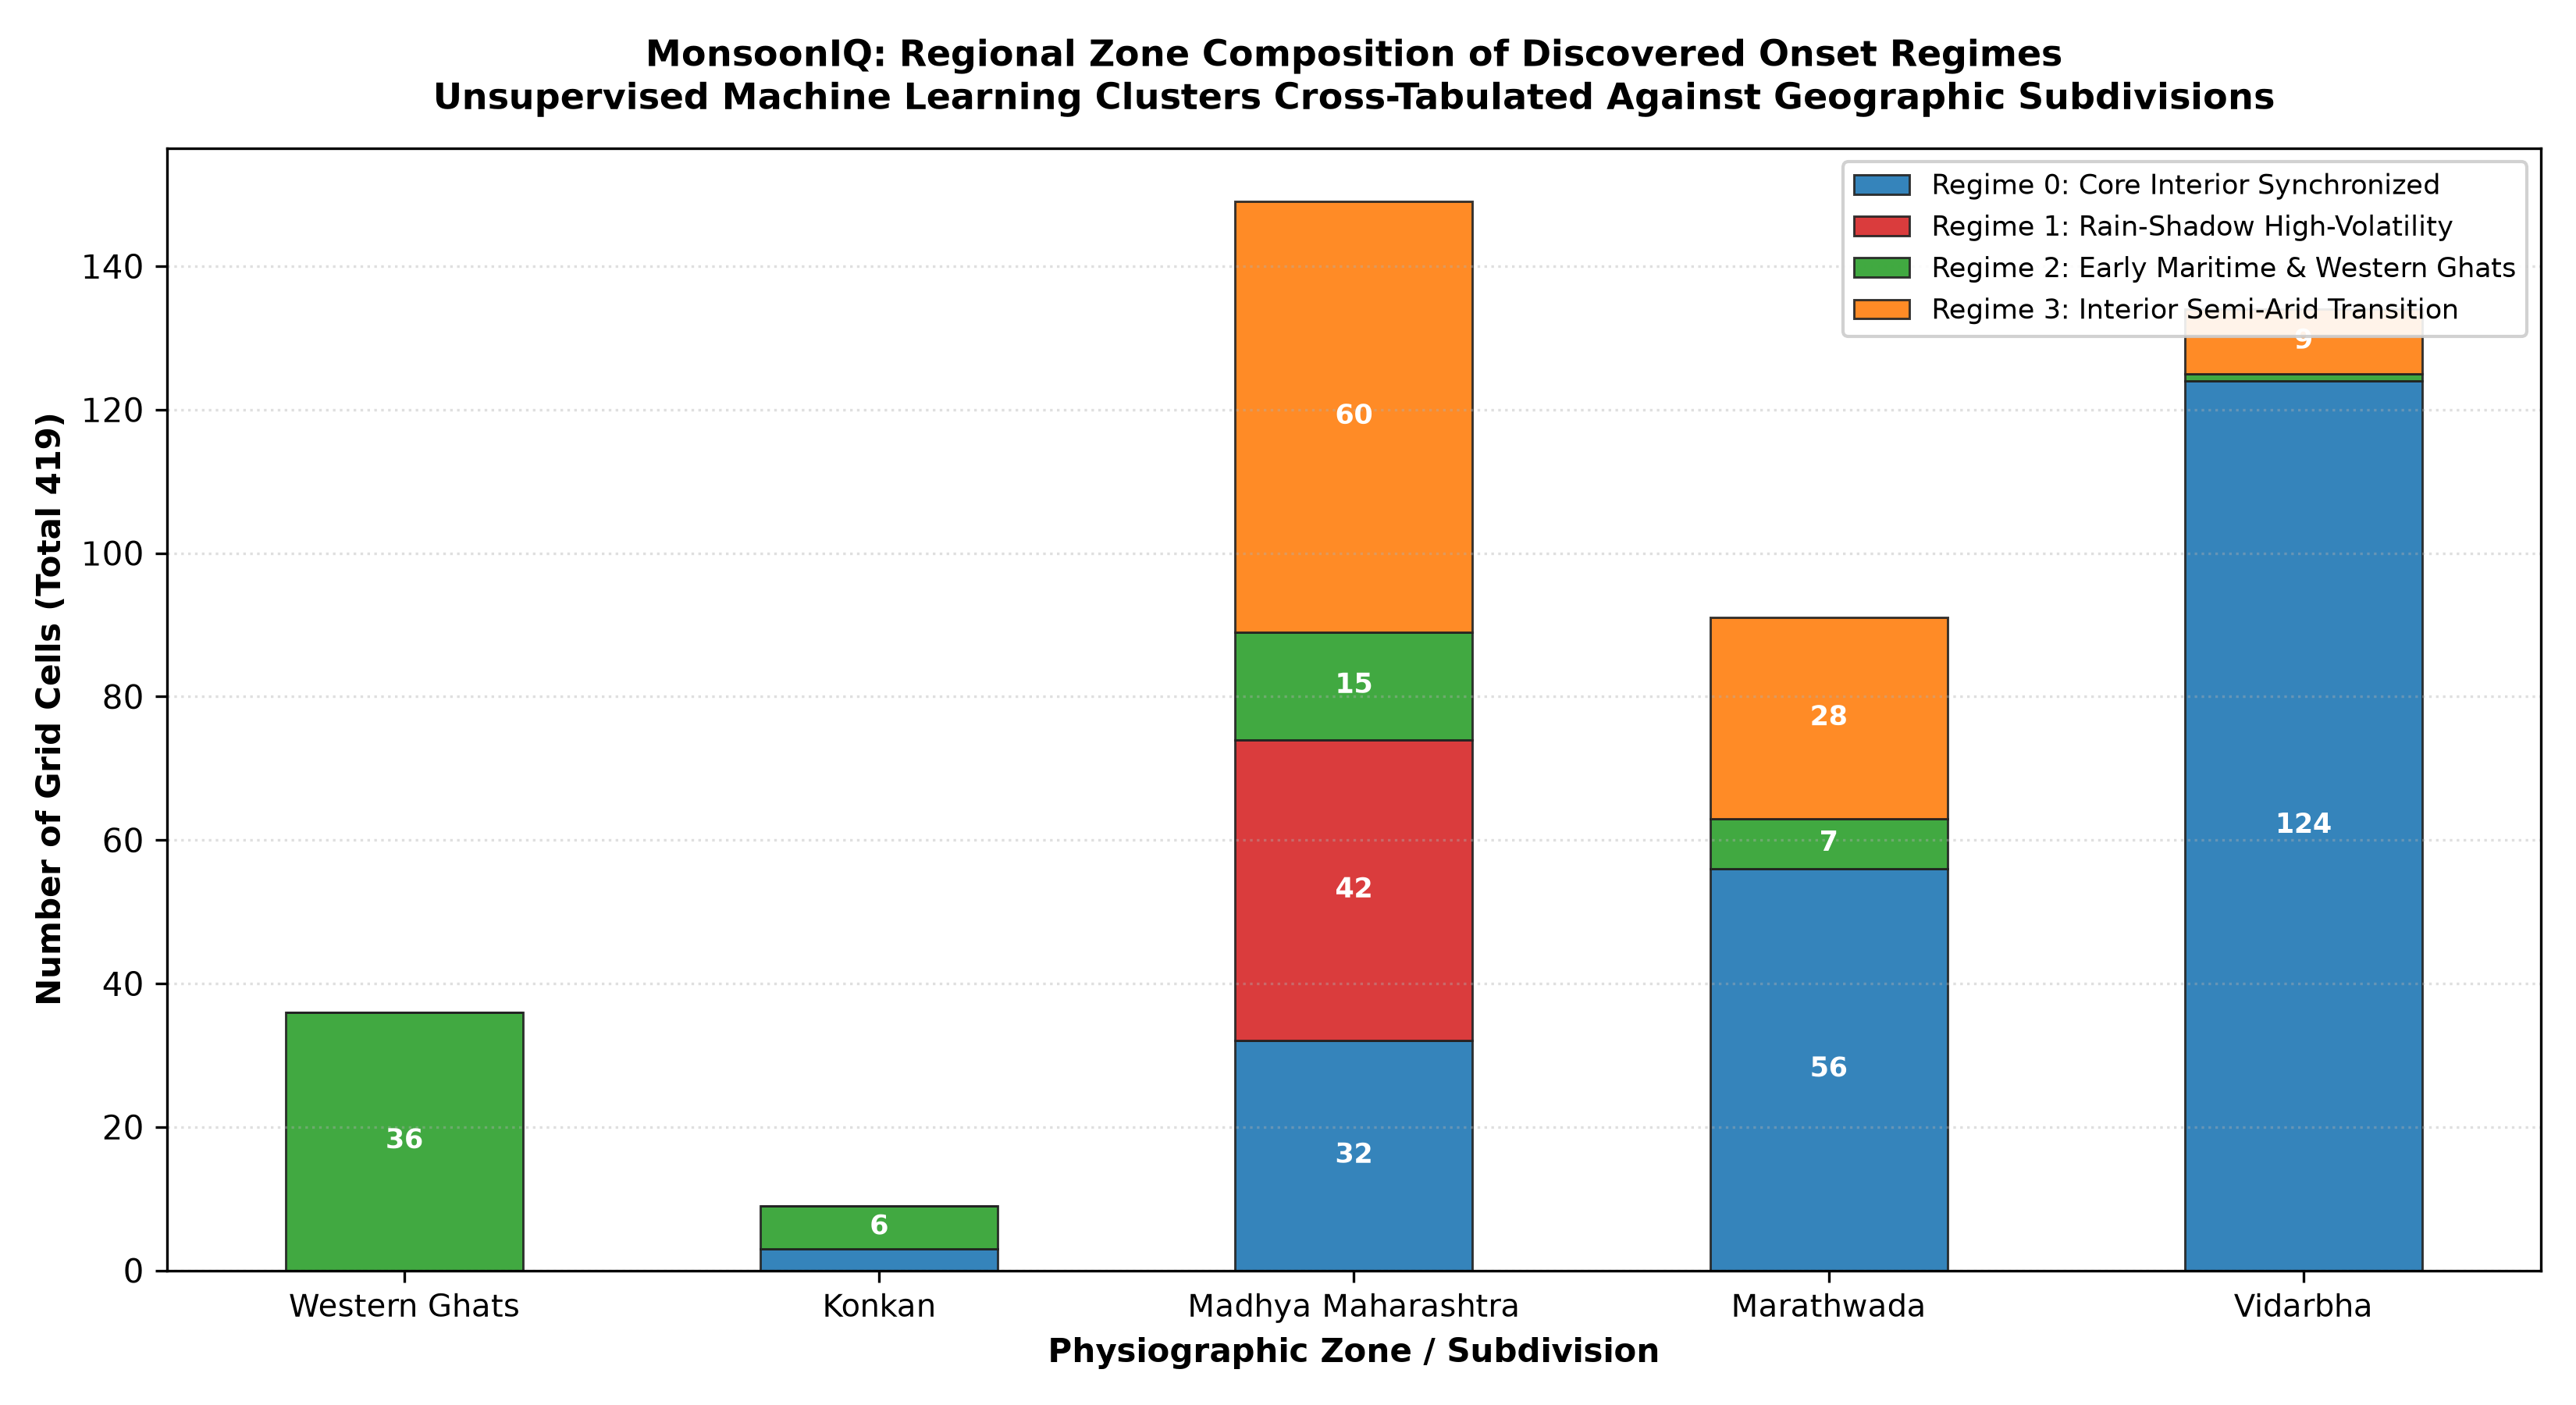 MonsoonIQ: Regional Zone Composition of Discovered Onset Regimes
Unsupervised Machine Learning Clusters Cross-Tabulated Against Geographic Subdivisions
Regime 0: Core Interior Synchronized
Regime 1: Rain-Shadow High-Volatility
Regime 2: Early Maritime & Western Ghats
Regime 3: Interior Semi-Arid Transition
Number of Grid Cells (Total 419)
140
120
100
80
60
40
20
0
36
6
60
15
42
32
28
7
56
9
124
Western Ghats
Konkan
Madhya Maharashtra
Marathwada
Vidarbha
Physiographic Zone / Subdivision